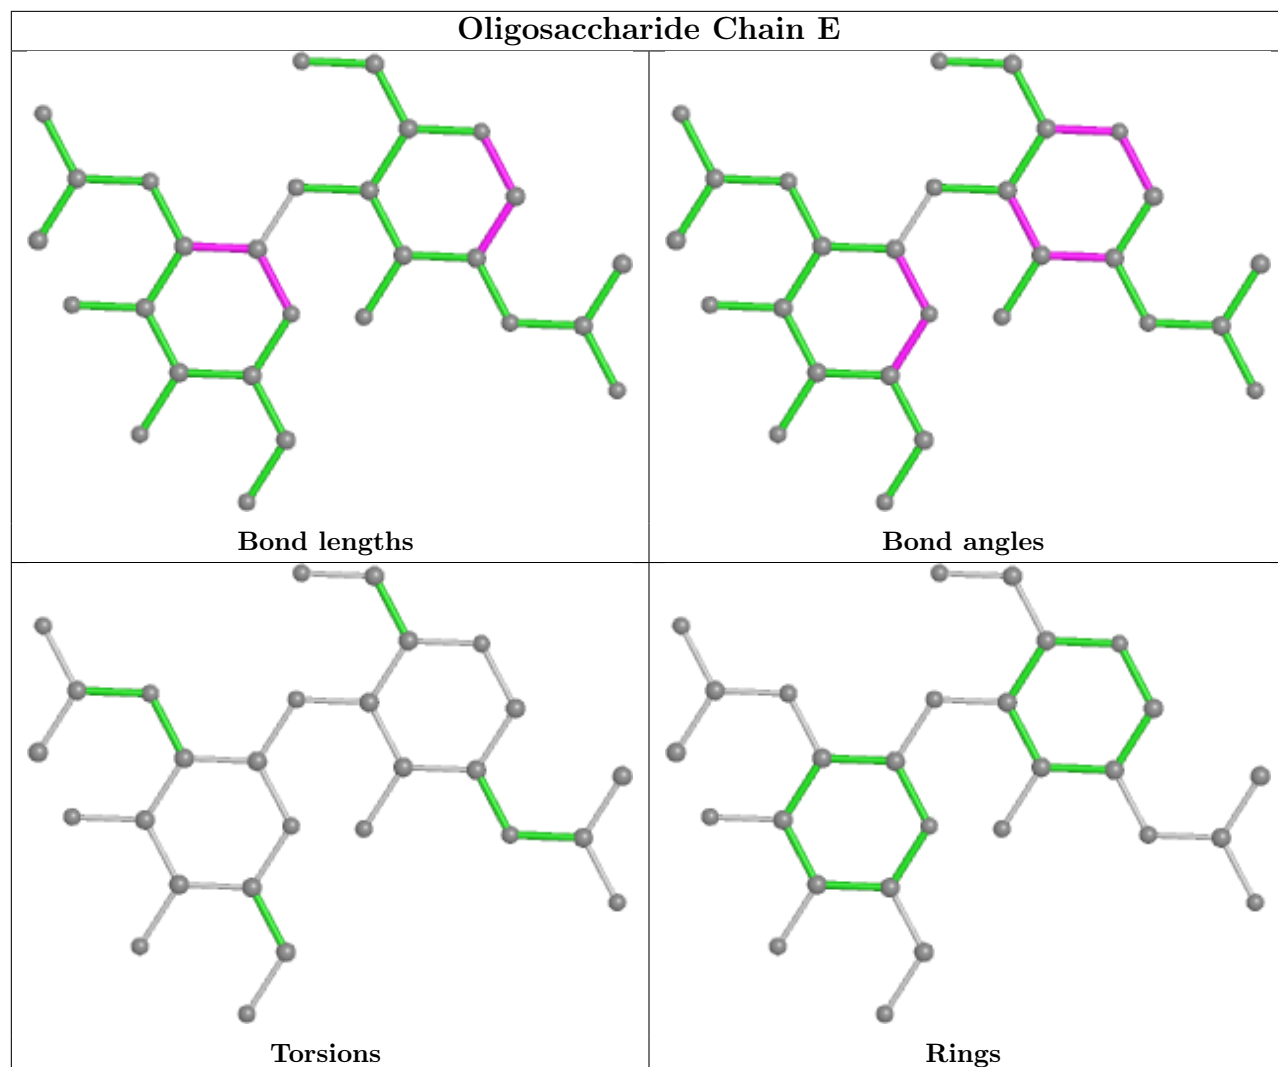 Oligosaccharide Chain E
Bond lengths
Bond angles
Torsions
Rings